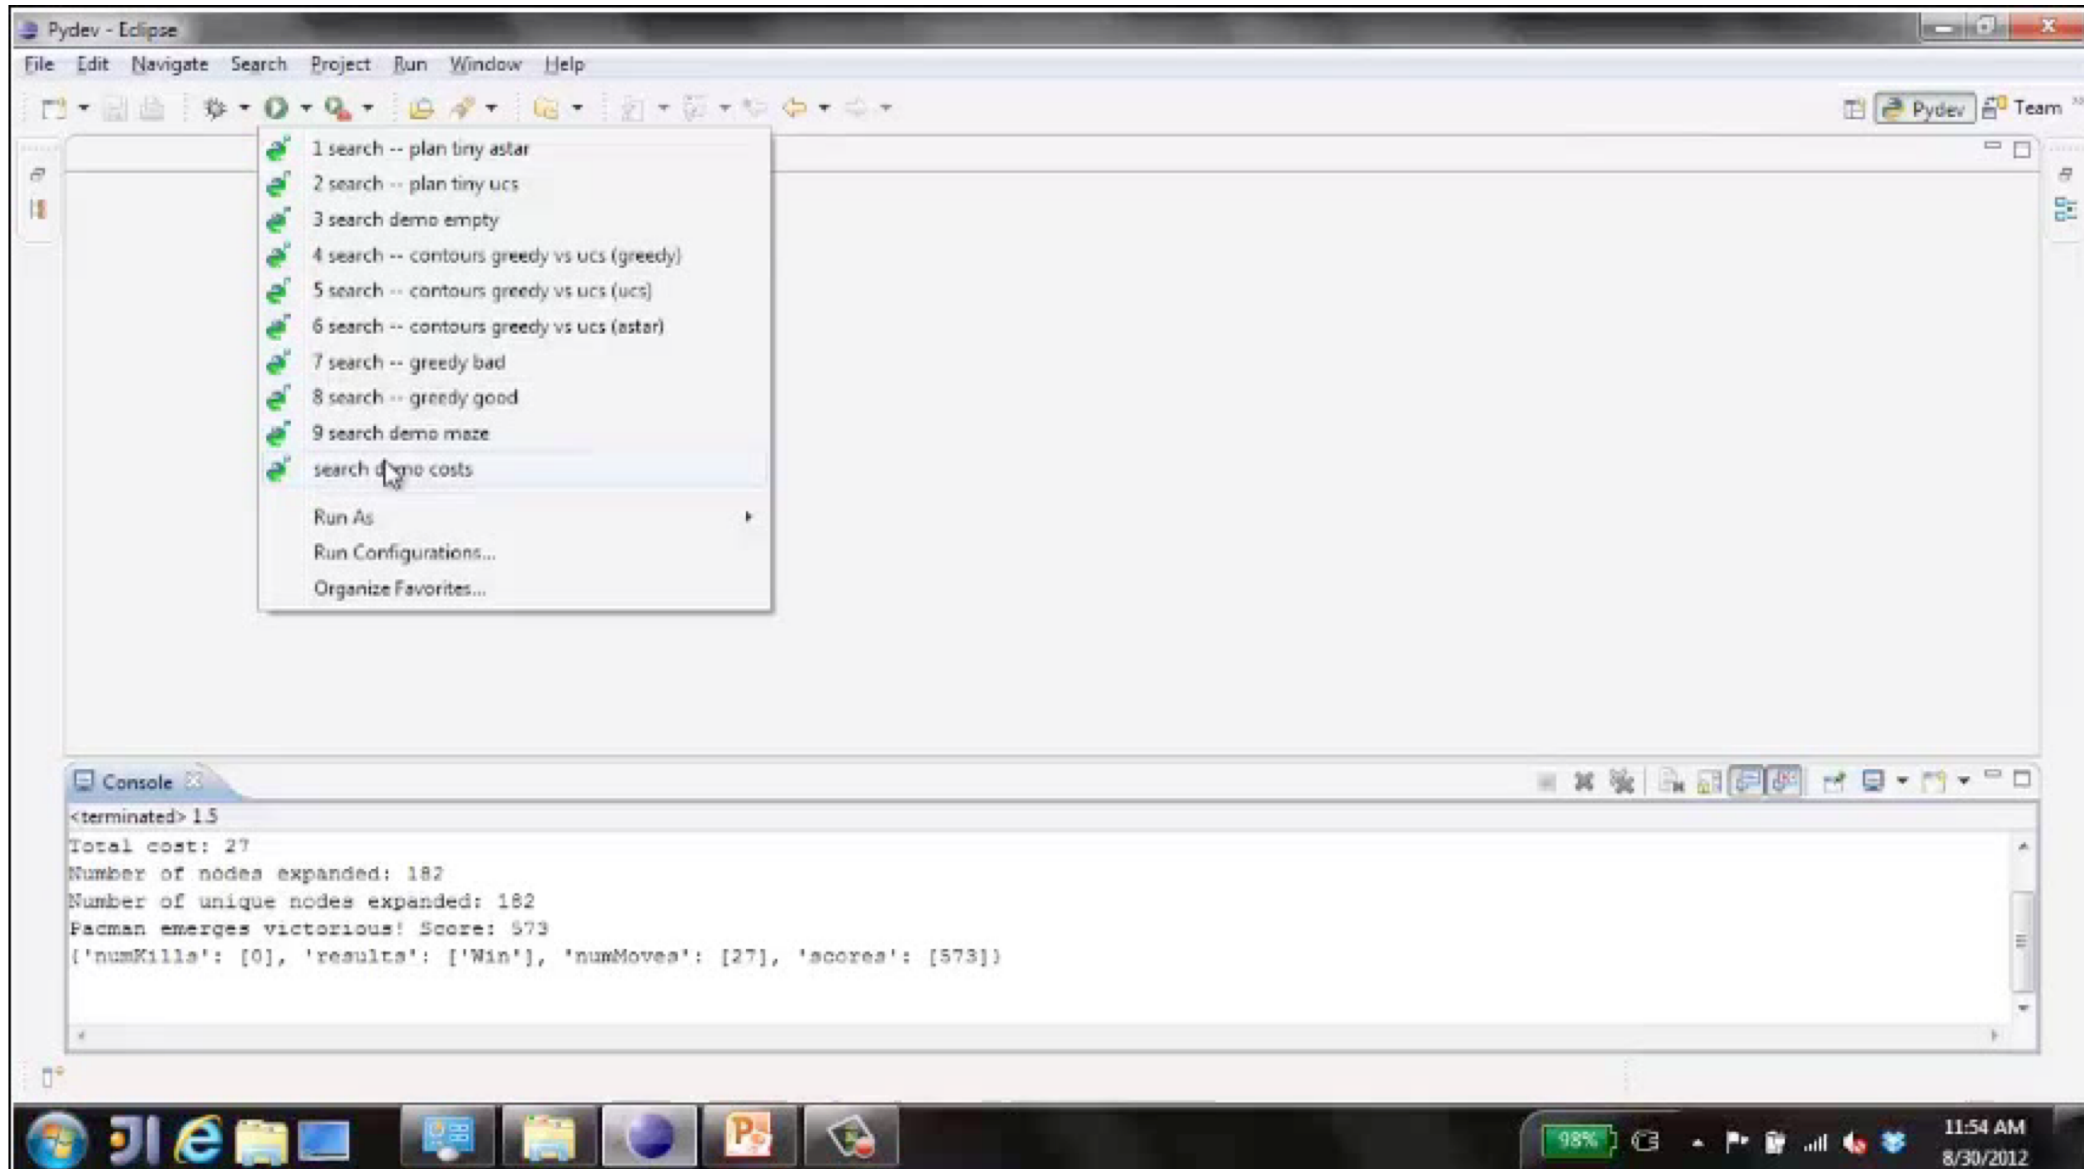 Pydev - Eclipse
File Edit Navigate Search Project Run Window Help
Pydev Team
1 search -- plan tiny astar
2 search -- plan tiny ucs
3 search demo empty
4 search -- contours greedy vs ucs (greedy)
5 search -- contours greedy vs ucs (ucs)
6 search -- contours greedy vs ucs (astar)
7 search -- greedy bad
8 search -- greedy good
9 search demo maze
search demo costs
Run As
Run Configurations...
Organize Favorites...
Console
<terminated> 1.5
Total cost: 27
Number of nodes expanded: 182
Number of unique nodes expanded: 182
Pacman emerges victorious! Score: 573
{'numKills': [0], 'results': ['Win'], 'numMoves': [27], 'scores': [573]}
98%
11:54 AM
8/30/2012